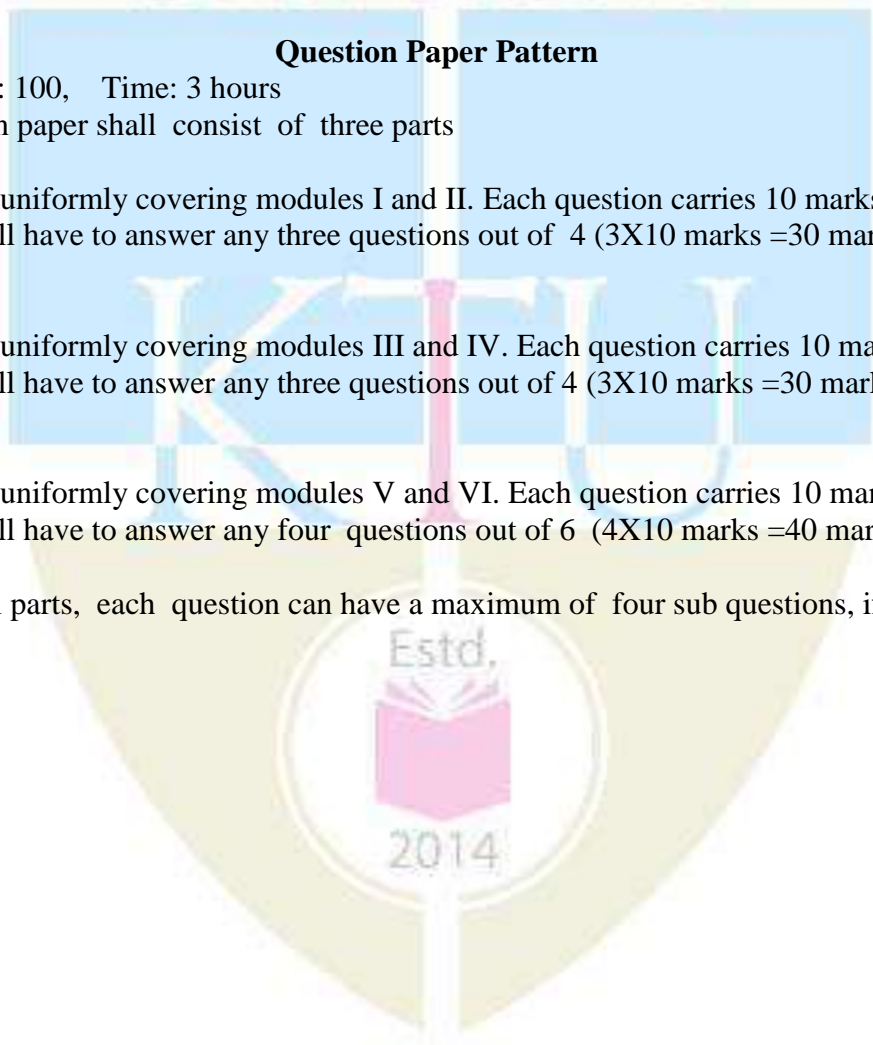 Question Paper Pattern
: 100, Time: 3 hours
n paper shall consist of three parts
uniformly covering modules I and II. Each question carries 10 marks
ll have to answer any three questions out of 4 (3X10 marks =30 mar
uniformly covering modules III and IV. Each question carries 10 ma
ll have to answer any three questions out of 4 (3X10 marks =30 mar
uniformly covering modules V and VI. Each question carries 10 mar
ll have to answer any four questions out of 6 (4X10 marks =40 mar
parts, each question can have a maximum of four sub questions, i
KTU
Estd.
2014